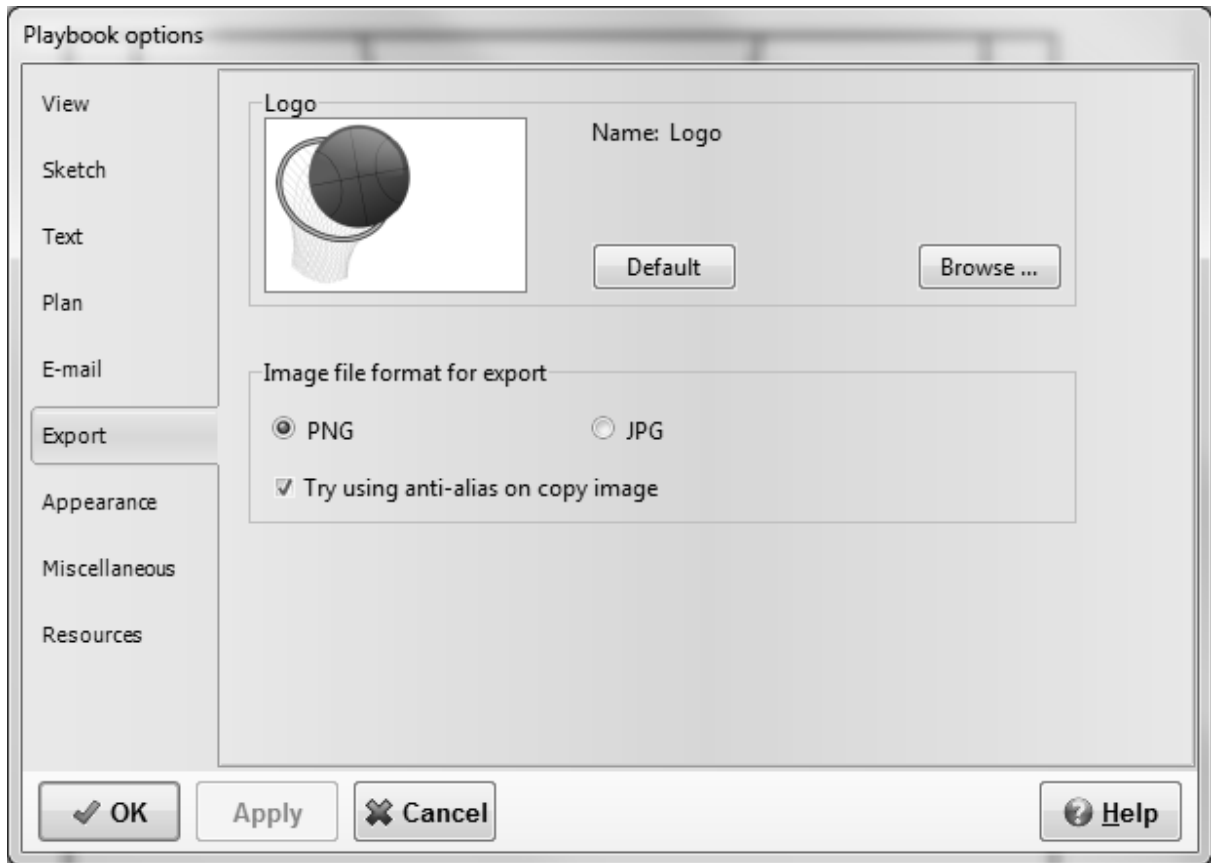 Playbook options
View
Sketch
Text
Plan
E-mail
Export
Appearance
Miscellaneous
Resources
Logo
Name: Logo
Default
Browse ...
Image file format for export
PNG
JPG
Try using anti-alias on copy image
OK
Apply
Cancel
Help